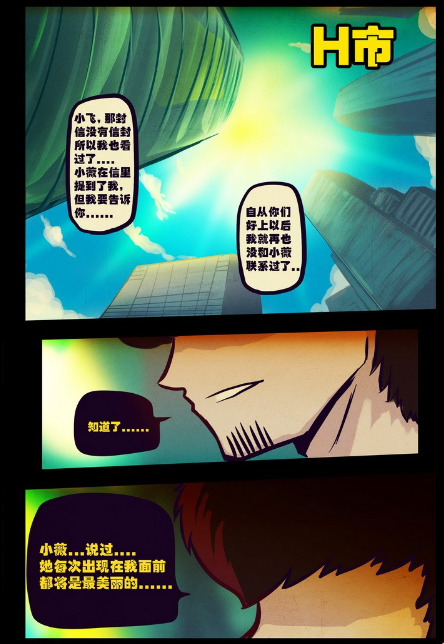 H市
小飞，那封
信没有信封
所以我也看
过了....
小薇在信里
提到了我，
但我要告诉
你......
自从你们
好上以后
我就再也
没和小薇
联系过了..
知道了......
小薇...说过....
她每次出现在我面前
都将是最美丽的......